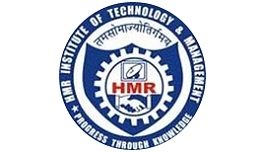 HMR INSTITUTE OF TECHNOLOGY & MANAGEMENT
तमसोमाज्योतिर्गमय
HMR
★ PROGRESS THROUGH KNOWLEDGE ★